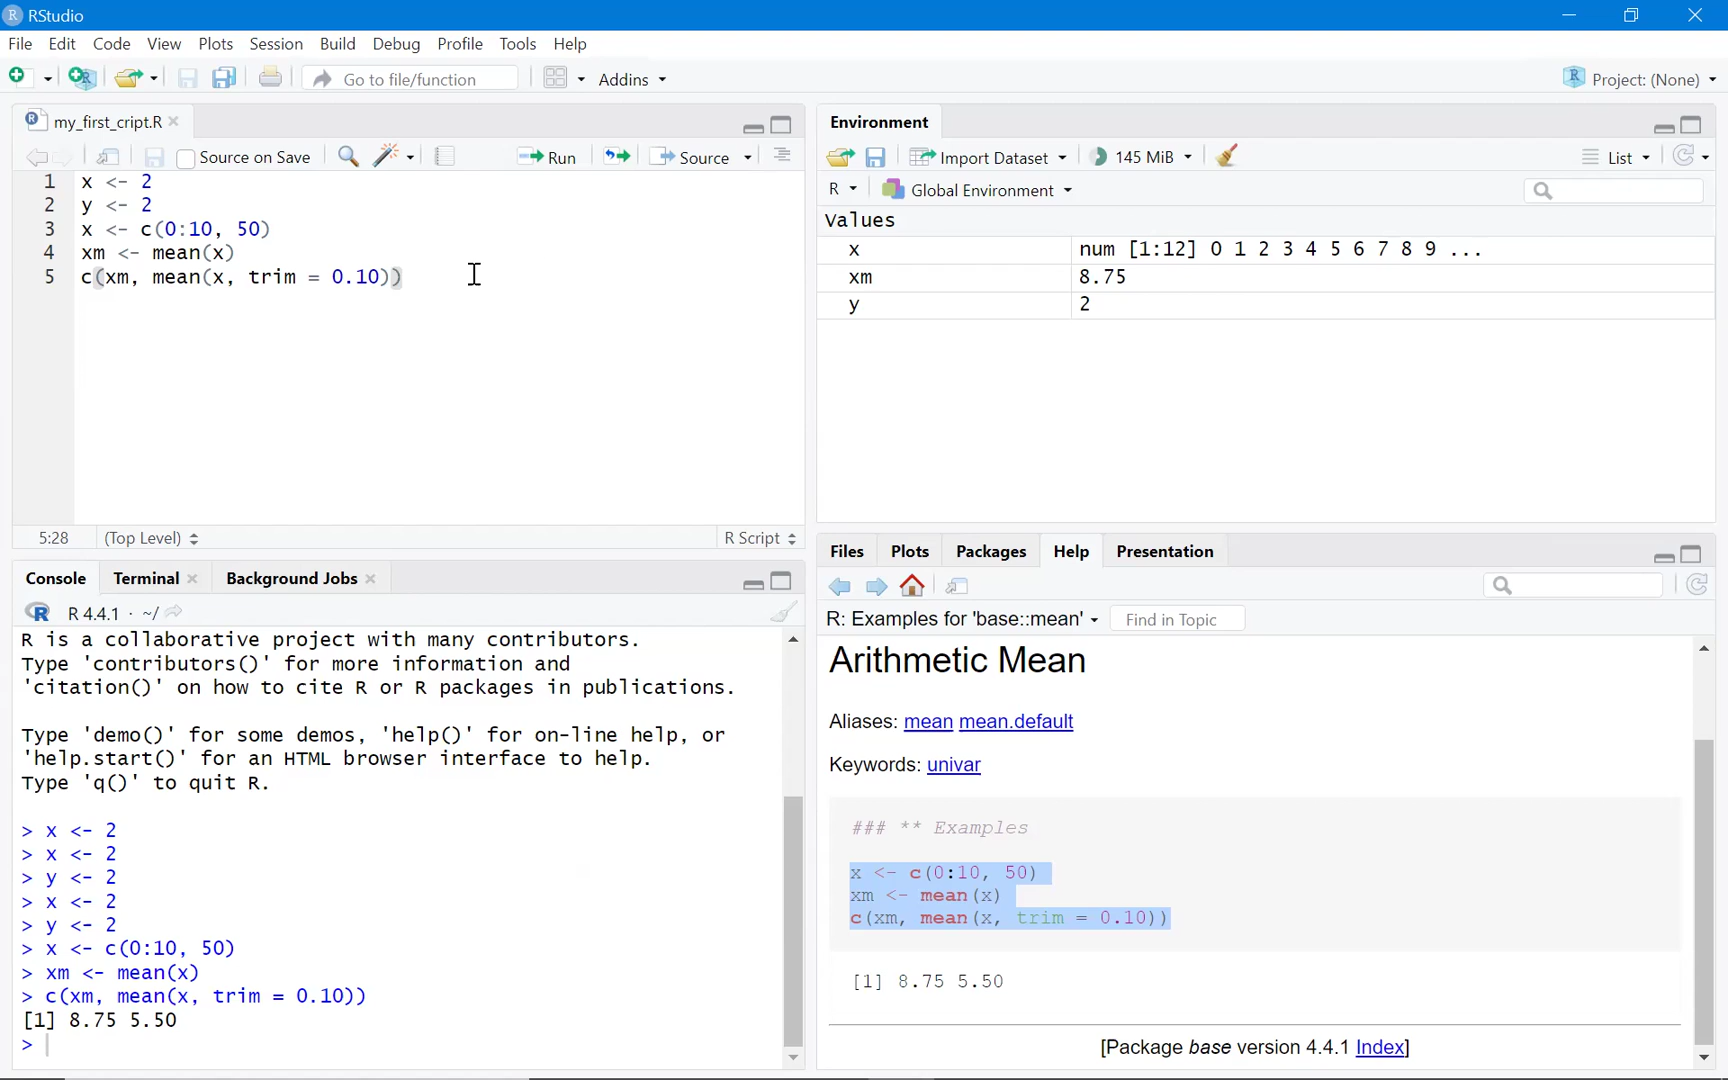 R RStudio
File Edit Code View Plots Session Build Debug Profile Tools Help
Go to file/function Addins R Project: (None)
my_first_cript.R
Source on Save Run Source
1 x <- 2
2 y <- 2
3 x <- c(0:10, 50)
4 xm <- mean(x)
5 c(xm, mean(x, trim = 0.10))
5:28 (Top Level) R Script
Environment
Import Dataset 145 MiB List
R Global Environment
Values
x num [1:12] 0 1 2 3 4 5 6 7 8 9 ...
xm 8.75
y 2
Console Terminal Background Jobs
R R 4.4.1 · ~/
R is a collaborative project with many contributors.
Type 'contributors()' for more information and
'citation()' on how to cite R or R packages in publications.
Type 'demo()' for some demos, 'help()' for on-line help, or
'help.start()' for an HTML browser interface to help.
Type 'q()' to quit R.
> x <- 2
> x <- 2
> y <- 2
> x <- 2
> y <- 2
> x <- c(0:10, 50)
> xm <- mean(x)
> c(xm, mean(x, trim = 0.10))
[1] 8.75 5.50
>
Files Plots Packages Help Presentation
R: Examples for 'base::mean' Find in Topic
Arithmetic Mean
Aliases: mean mean.default
Keywords: univar
### ** Examples
x <- c(0:10, 50)
xm <- mean(x)
c(xm, mean(x, trim = 0.10))
[1] 8.75 5.50
[Package base version 4.4.1 Index]